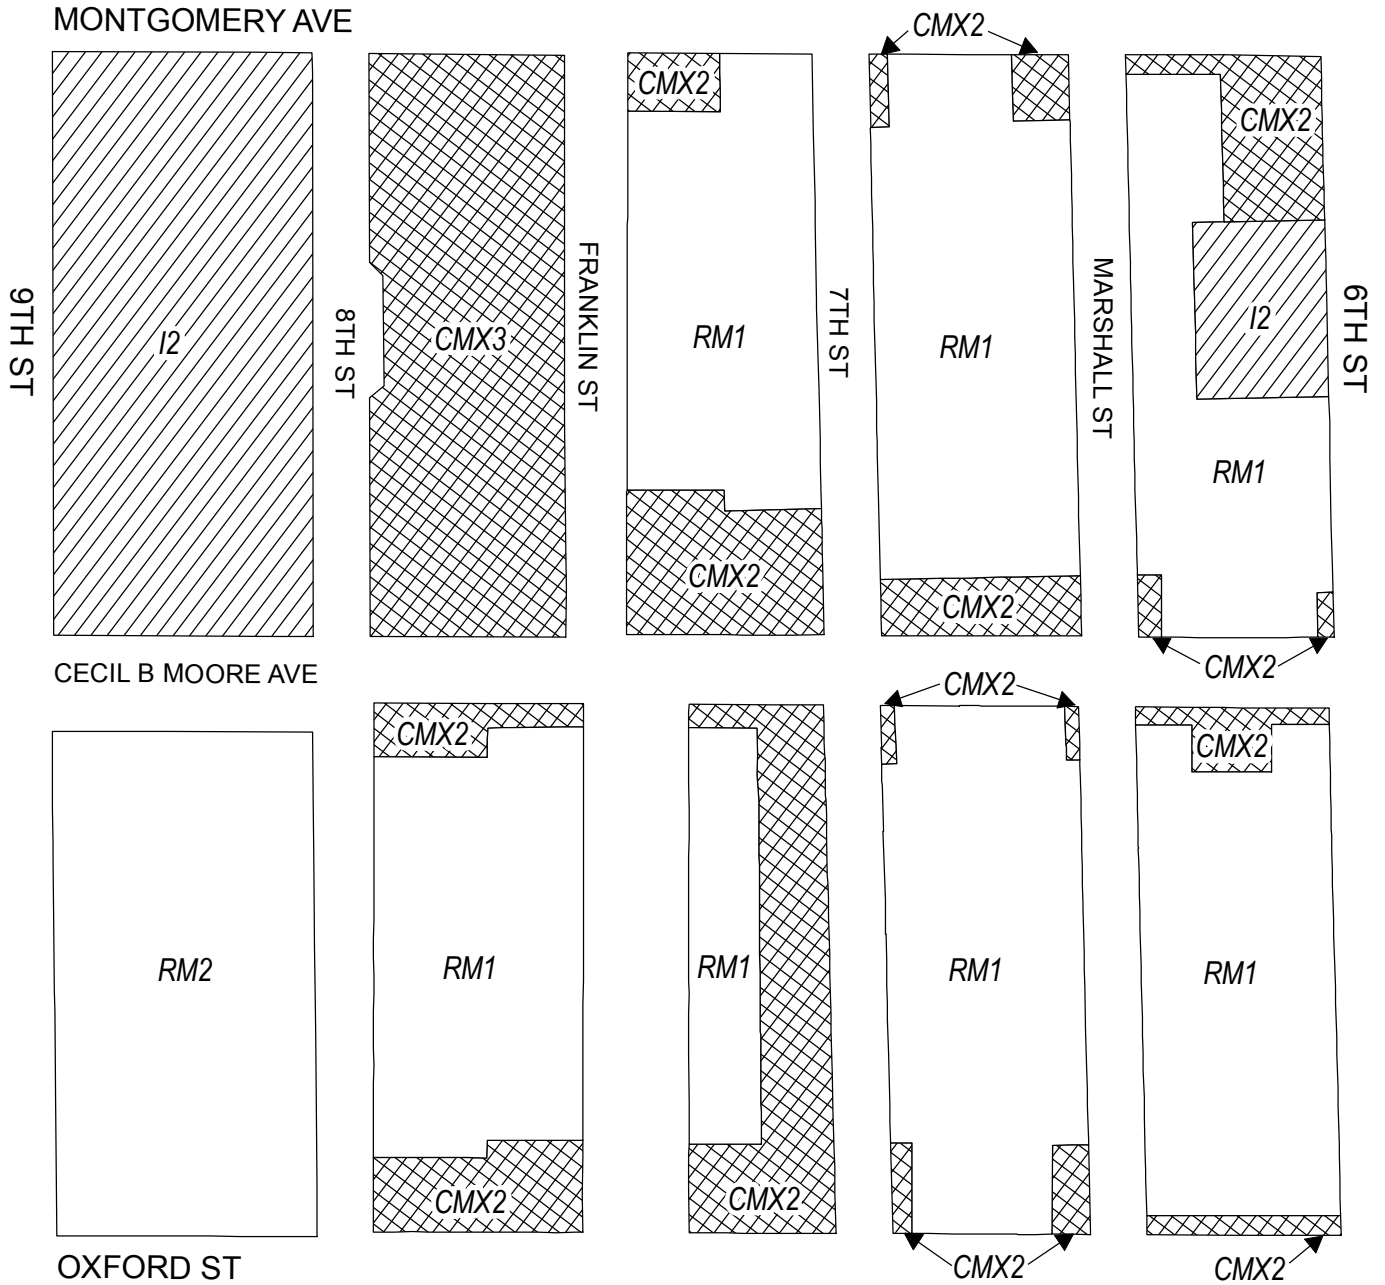 MONTGOMERY AVE
CMX2
CMX2
CMX2
9TH ST
I2
8TH ST
CMX3
FRANKLIN ST
RM1
7TH ST
RM1
MARSHALL ST
I2
6TH ST
RM1
CMX2
CMX2
CMX2
CECIL B MOORE AVE
CMX2
CMX2
CMX2
RM2
RM1
RM1
RM1
RM1
CMX2
CMX2
CMX2
CMX2
OXFORD ST